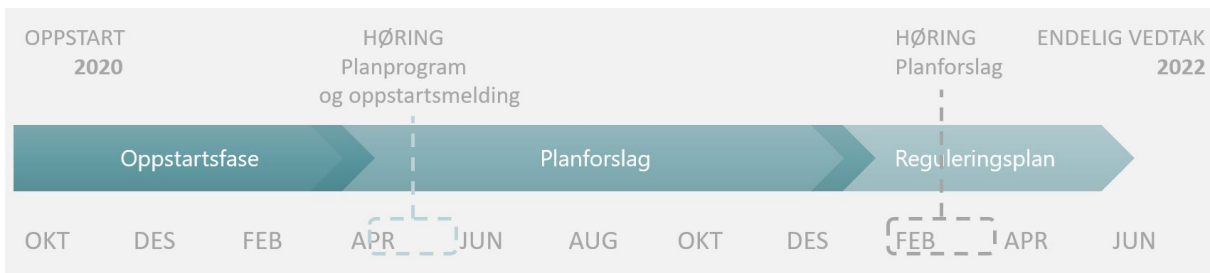 OPPSTART
2020
HØRING
Planprogram
og oppstartsmelding
HØRING
Planforslag
ENDELIG VEDTAK
2022
Oppstartsfase
Planforslag
Reguleringsplan
OKT DES FEB APR JUN AUG OKT DES FEB APR JUN